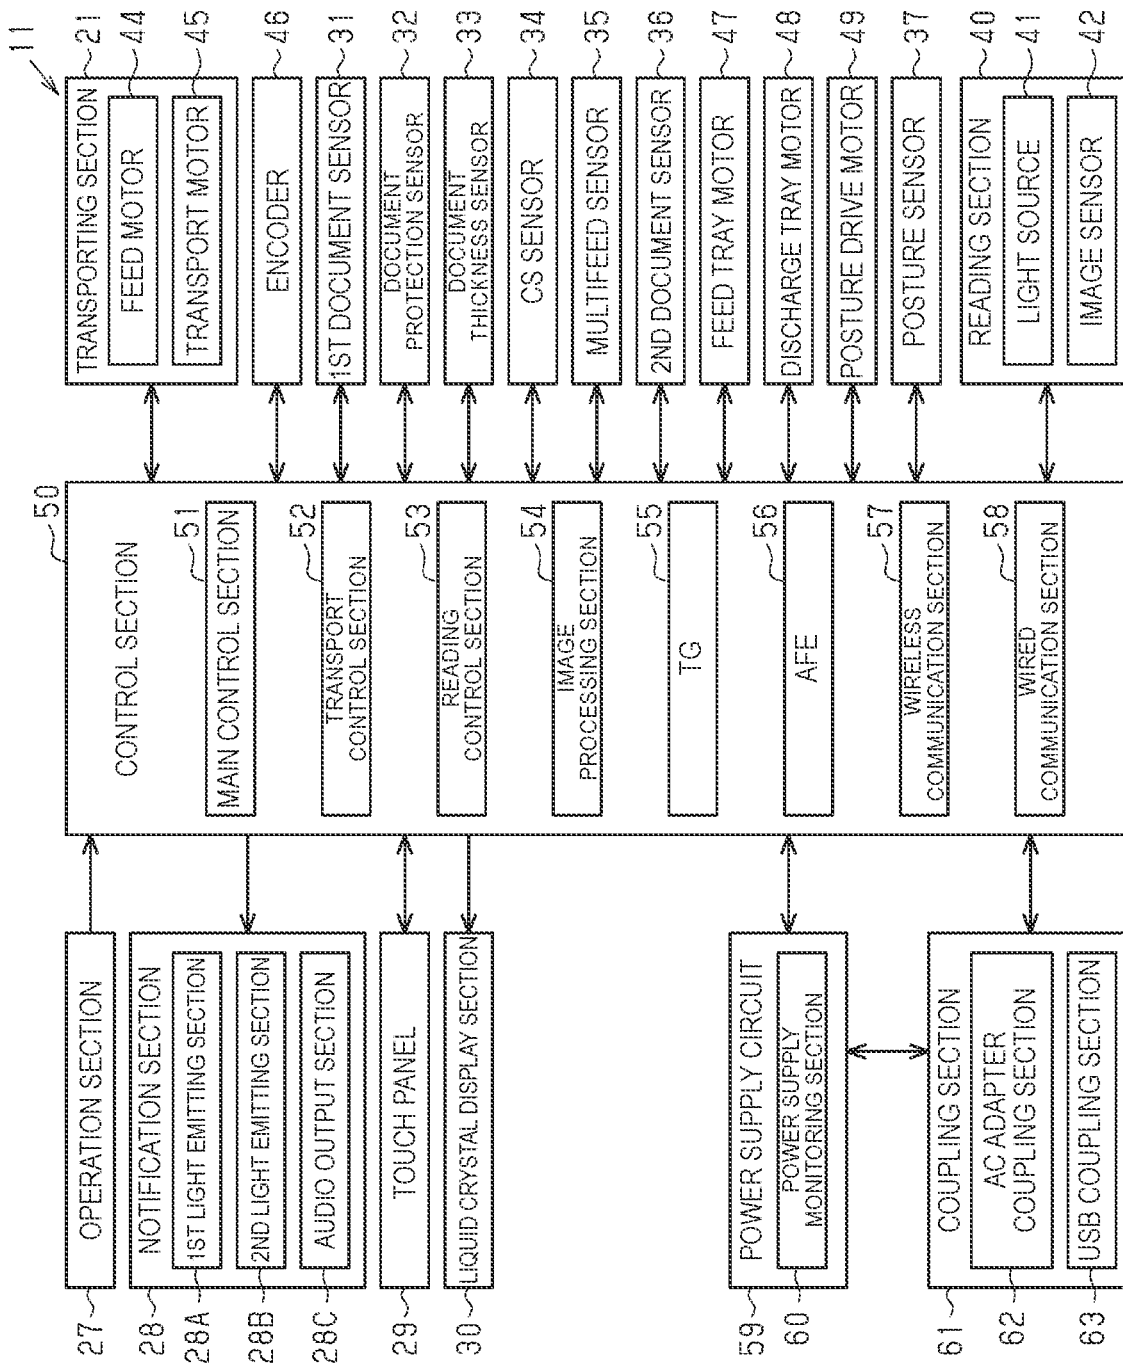 11
27
OPERATION SECTION
28
NOTIFICATION SECTION
28A
1ST LIGHT EMITTING SECTION
28B
2ND LIGHT EMITTING SECTION
28C
AUDIO OUTPUT SECTION
29
TOUCH PANEL
30
LIQUID CRYSTAL DISPLAY SECTION
59
POWER SUPPLY CIRCUIT
60
POWER SUPPLY
MONITORING SECTION
61
COUPLING SECTION
62
AC ADAPTER
COUPLING SECTION
63
USB COUPLING SECTION
50
CONTROL SECTION
51
MAIN CONTROL SECTION
52
TRANSPORT
CONTROL SECTION
53
READING
CONTROL SECTION
54
IMAGE
PROCESSING SECTION
55
TG
56
AFE
57
WIRELESS
COMMUNICATION SECTION
58
WIRED
COMMUNICATION SECTION
TRANSPORTING SECTION
21
FEED MOTOR
44
TRANSPORT MOTOR
45
ENCODER
46
1ST DOCUMENT SENSOR
31
DOCUMENT
PROTECTION SENSOR
32
DOCUMENT
THICKNESS SENSOR
33
CS SENSOR
34
MULTIFEED SENSOR
35
2ND DOCUMENT SENSOR
36
FEED TRAY MOTOR
47
DISCHARGE TRAY MOTOR
48
POSTURE DRIVE MOTOR
49
POSTURE SENSOR
37
READING SECTION
40
LIGHT SOURCE
41
IMAGE SENSOR
42